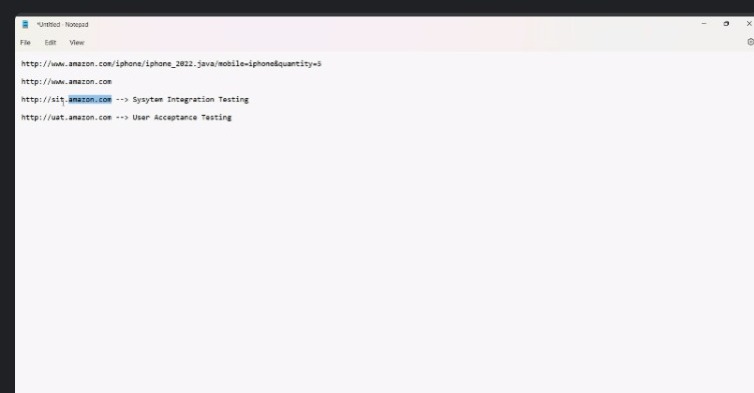 *Untitled - Notepad
File Edit View
http://www.amazon.com/iphone/iphone_2022.java/mobile=iphone&quantity=5
http://www.amazon.com
http://sit.amazon.com --> Sysytem Integration Testing
http://uat.amazon.com --> User Acceptance Testing